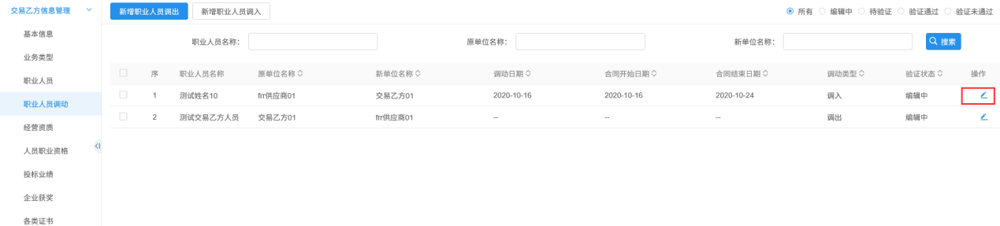 交易乙方信息管理
基本信息
业务类型
职业人员
职业人员调动
经营资质
人员职业资格
投标业绩
企业获奖
各类证书
新增职业人员调出 新增职业人员调入 所有 编辑中 待验证 验证通过 验证未通过
职业人员名称： 原单位名称： 新单位名称： 搜索
序 职业人员名称 原单位名称 新单位名称 调动日期 合同开始日期 合同结束日期 调动类型 验证状态 操作
1 测试姓名10 frr供应商01 交易乙方01 2020-10-16 2020-10-16 2020-10-24 调入 编辑中
2 测试交易乙方人员 交易乙方01 frr供应商01 -- -- -- 调出 编辑中